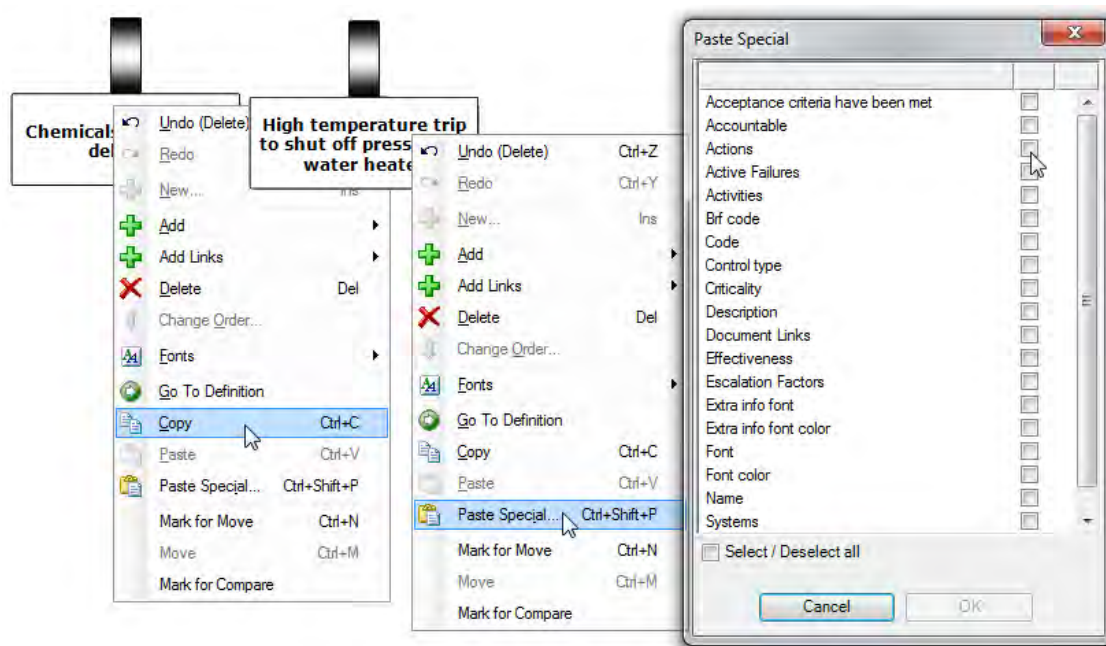 Chemicals
del
Undo (Delete)
Redo
New...
Ins
Add
Add Links
Delete Del
Change Order...
Fonts
Go To Definition
Copy Ctrl+C
Paste Ctrl+V
Paste Special... Ctrl+Shift+P
Mark for Move Ctrl+N
Move Ctrl+M
Mark for Compare
High temperature trip
to shut off press
water heate
Undo (Delete) Ctrl+Z
Redo Ctrl+Y
New... Ins
Add
Add Links
Delete Del
Change Order...
Fonts
Go To Definition
Copy Ctrl+C
Paste Ctrl+V
Paste Special... Ctrl+Shift+P
Mark for Move Ctrl+N
Move Ctrl+M
Mark for Compare
Paste Special
Acceptance criteria have been met
Accountable
Actions
Active Failures
Activities
Brf code
Code
Control type
Criticality
Description
Document Links
Effectiveness
Escalation Factors
Extra info font
Extra info font color
Font
Font color
Name
Systems
Select / Deselect all
Cancel OK